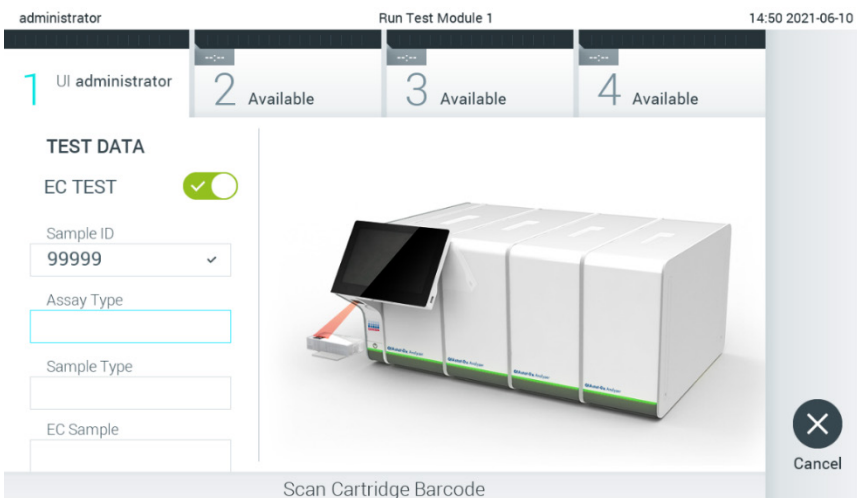 administrator Run Test Module 1 14:50 2021-06-10
--:-- --:-- --:--
1 UI administrator 2 Available 3 Available 4 Available
TEST DATA
EC TEST
Sample ID
99999
Assay Type
Sample Type
EC Sample
Cancel
Scan Cartridge Barcode